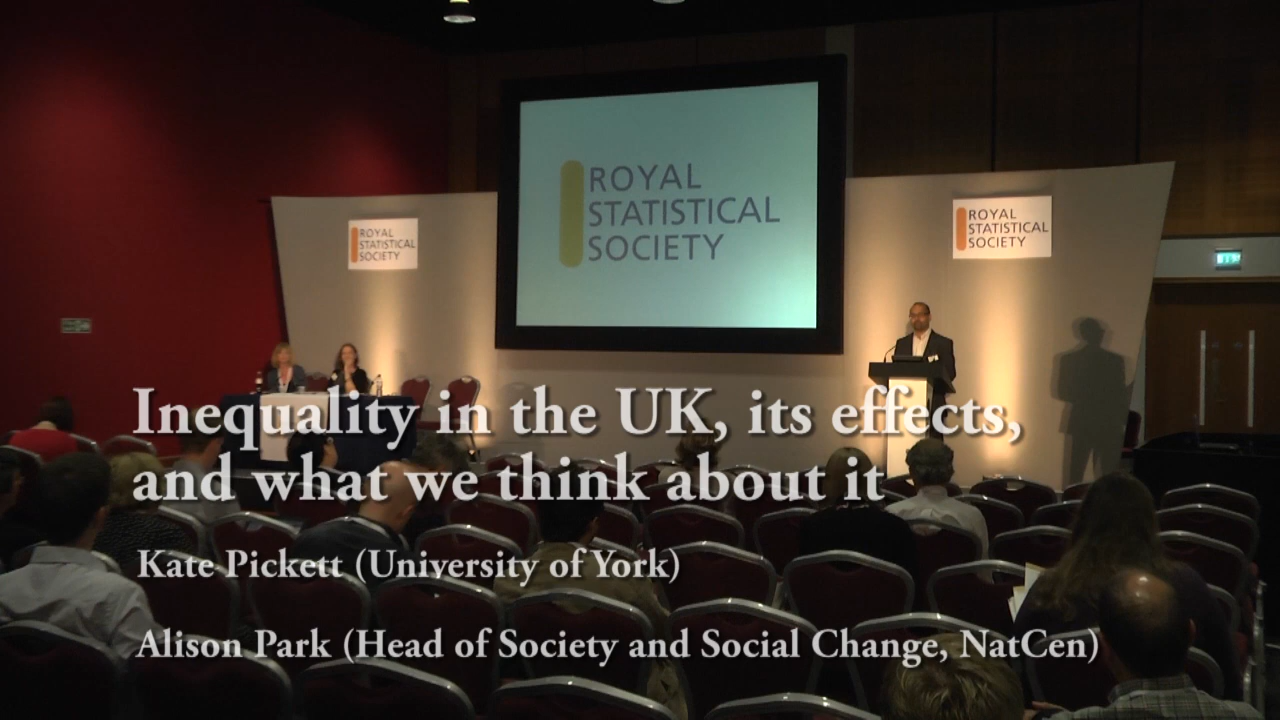 ROYAL
STATISTICAL
SOCIETY
ROYAL
STATISTICAL
SOCIETY
ROYAL
STATISTICAL
SOCIETY
Inequality in the UK, its effects,
and what we think about it
Kate Pickett (University of York)
Alison Park (Head of Society and Social Change, NatCen)